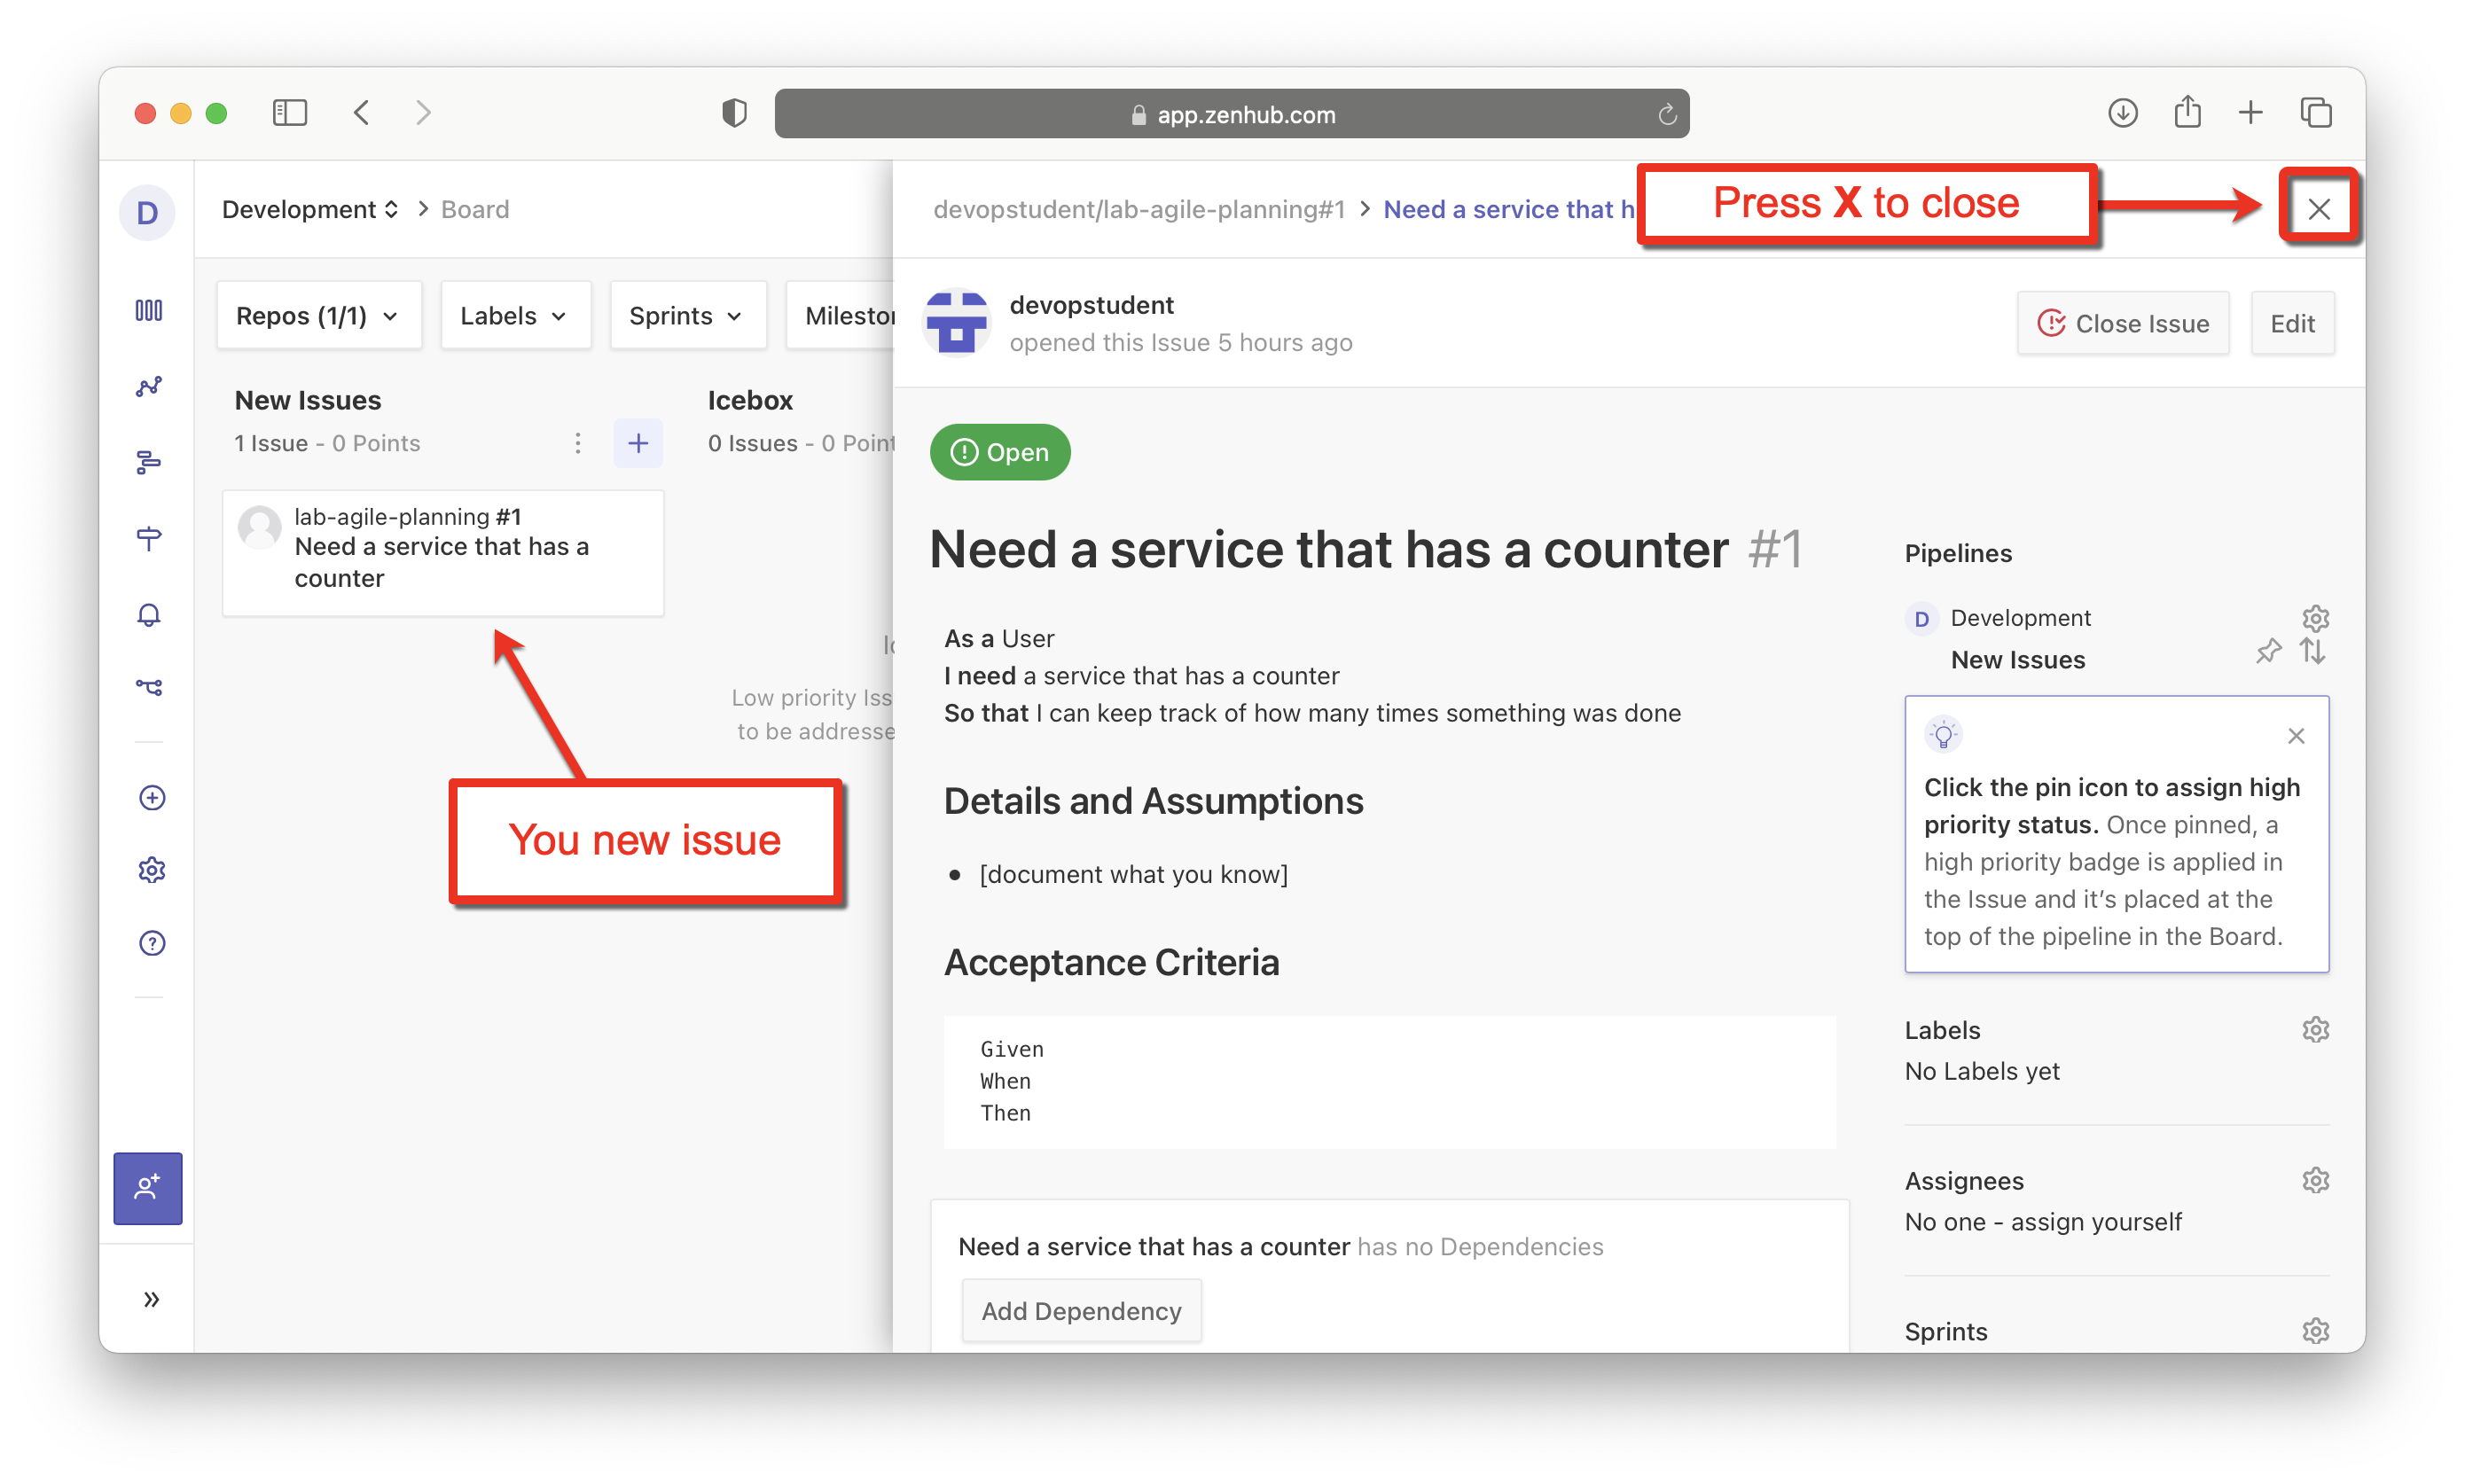 app.zenhub.com
D
Development > Board
devopstudent/lab-agile-planning#1 > Need a service that h
Press X to close
Repos (1/1)
Labels
Sprints
Milesto
devopstudent
opened this Issue 5 hours ago
Close Issue
Edit
New Issues
1 Issue - 0 Points
Icebox
0 Issues - 0 Point
lab-agile-planning #1
Need a service that has a
counter
Low priority Iss
to be addresse
You new issue
Open
Need a service that has a counter #1
As a User
I need a service that has a counter
So that I can keep track of how many times something was done
Details and Assumptions
• [document what you know]
Acceptance Criteria
Given
When
Then
Need a service that has a counter has no Dependencies
Add Dependency
Pipelines
D Development
New Issues
Click the pin icon to assign high
priority status. Once pinned, a
high priority badge is applied in
the Issue and it’s placed at the
top of the pipeline in the Board.
Labels
No Labels yet
Assignees
No one - assign yourself
Sprints